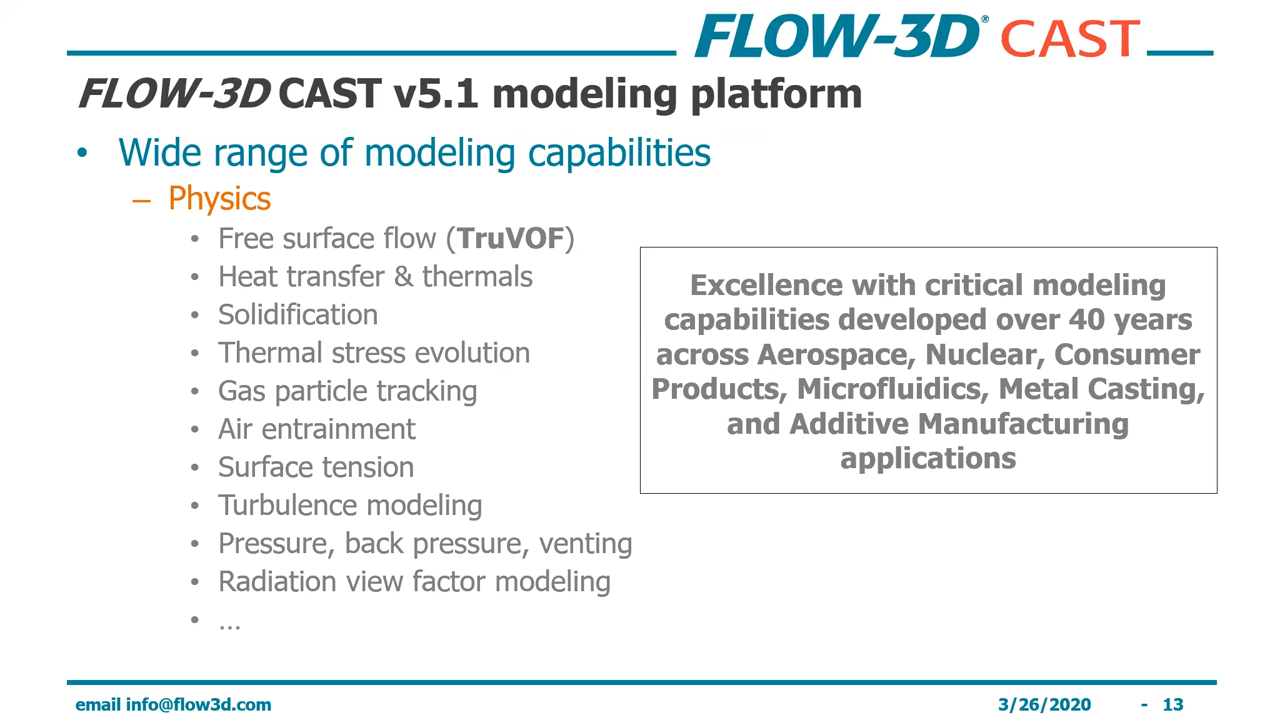 FLOW-3D® CAST
FLOW-3D CAST v5.1 modeling platform
• Wide range of modeling capabilities
– Physics
• Free surface flow (TruVOF)
• Heat transfer & thermals
• Solidification
• Thermal stress evolution
• Gas particle tracking
• Air entrainment
• Surface tension
• Turbulence modeling
• Pressure, back pressure, venting
• Radiation view factor modeling
• ...
Excellence with critical modeling
capabilities developed over 40 years
across Aerospace, Nuclear, Consumer
Products, Microfluidics, Metal Casting,
and Additive Manufacturing
applications
email info@flow3d.com
3/26/2020 - 13